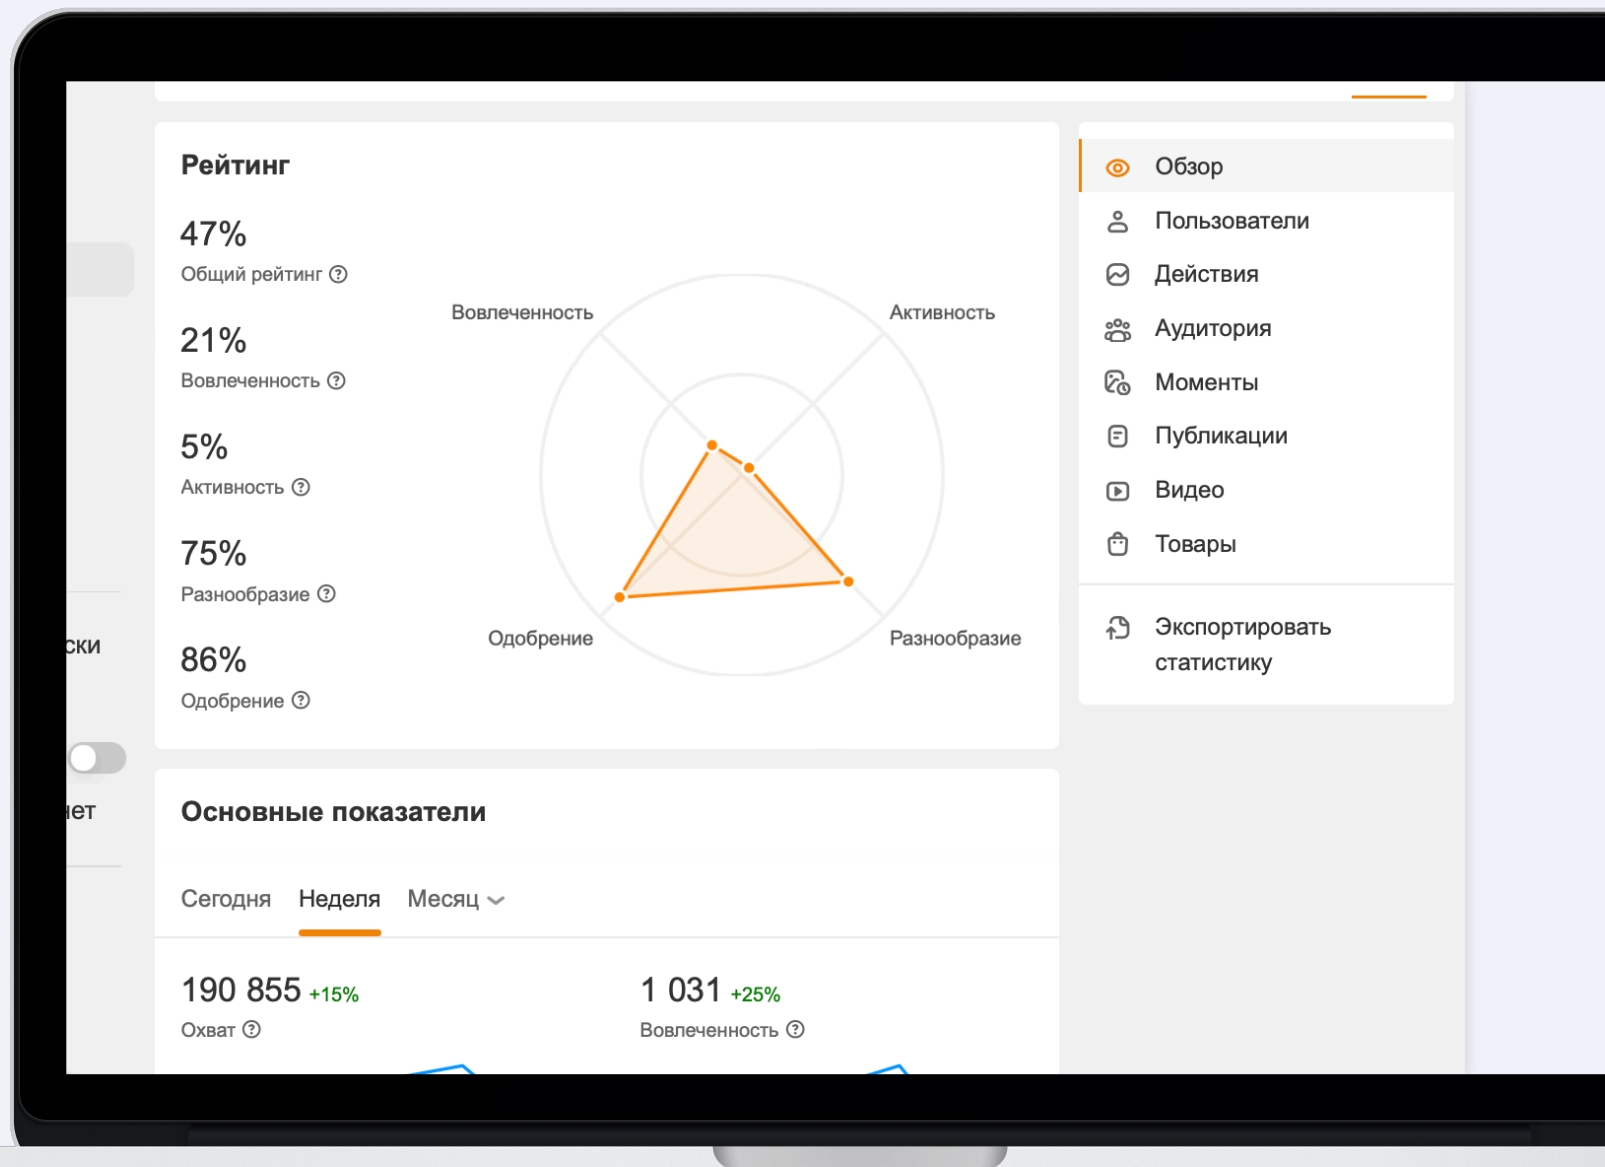 Рейтинг
47%
Общий рейтинг
21%
Вовлеченность
5%
Активность
75%
Разнообразие
86%
Одобрение
Вовлеченность
Активность
Одобрение
Разнообразие
Обзор
Пользователи
Действия
Аудитория
Моменты
Публикации
Видео
Товары
Экспортировать
статистику
ски
нет
Основные показатели
Сегодня Неделя Месяц
190 855 +15%
Охват
1 031 +25%
Вовлеченность